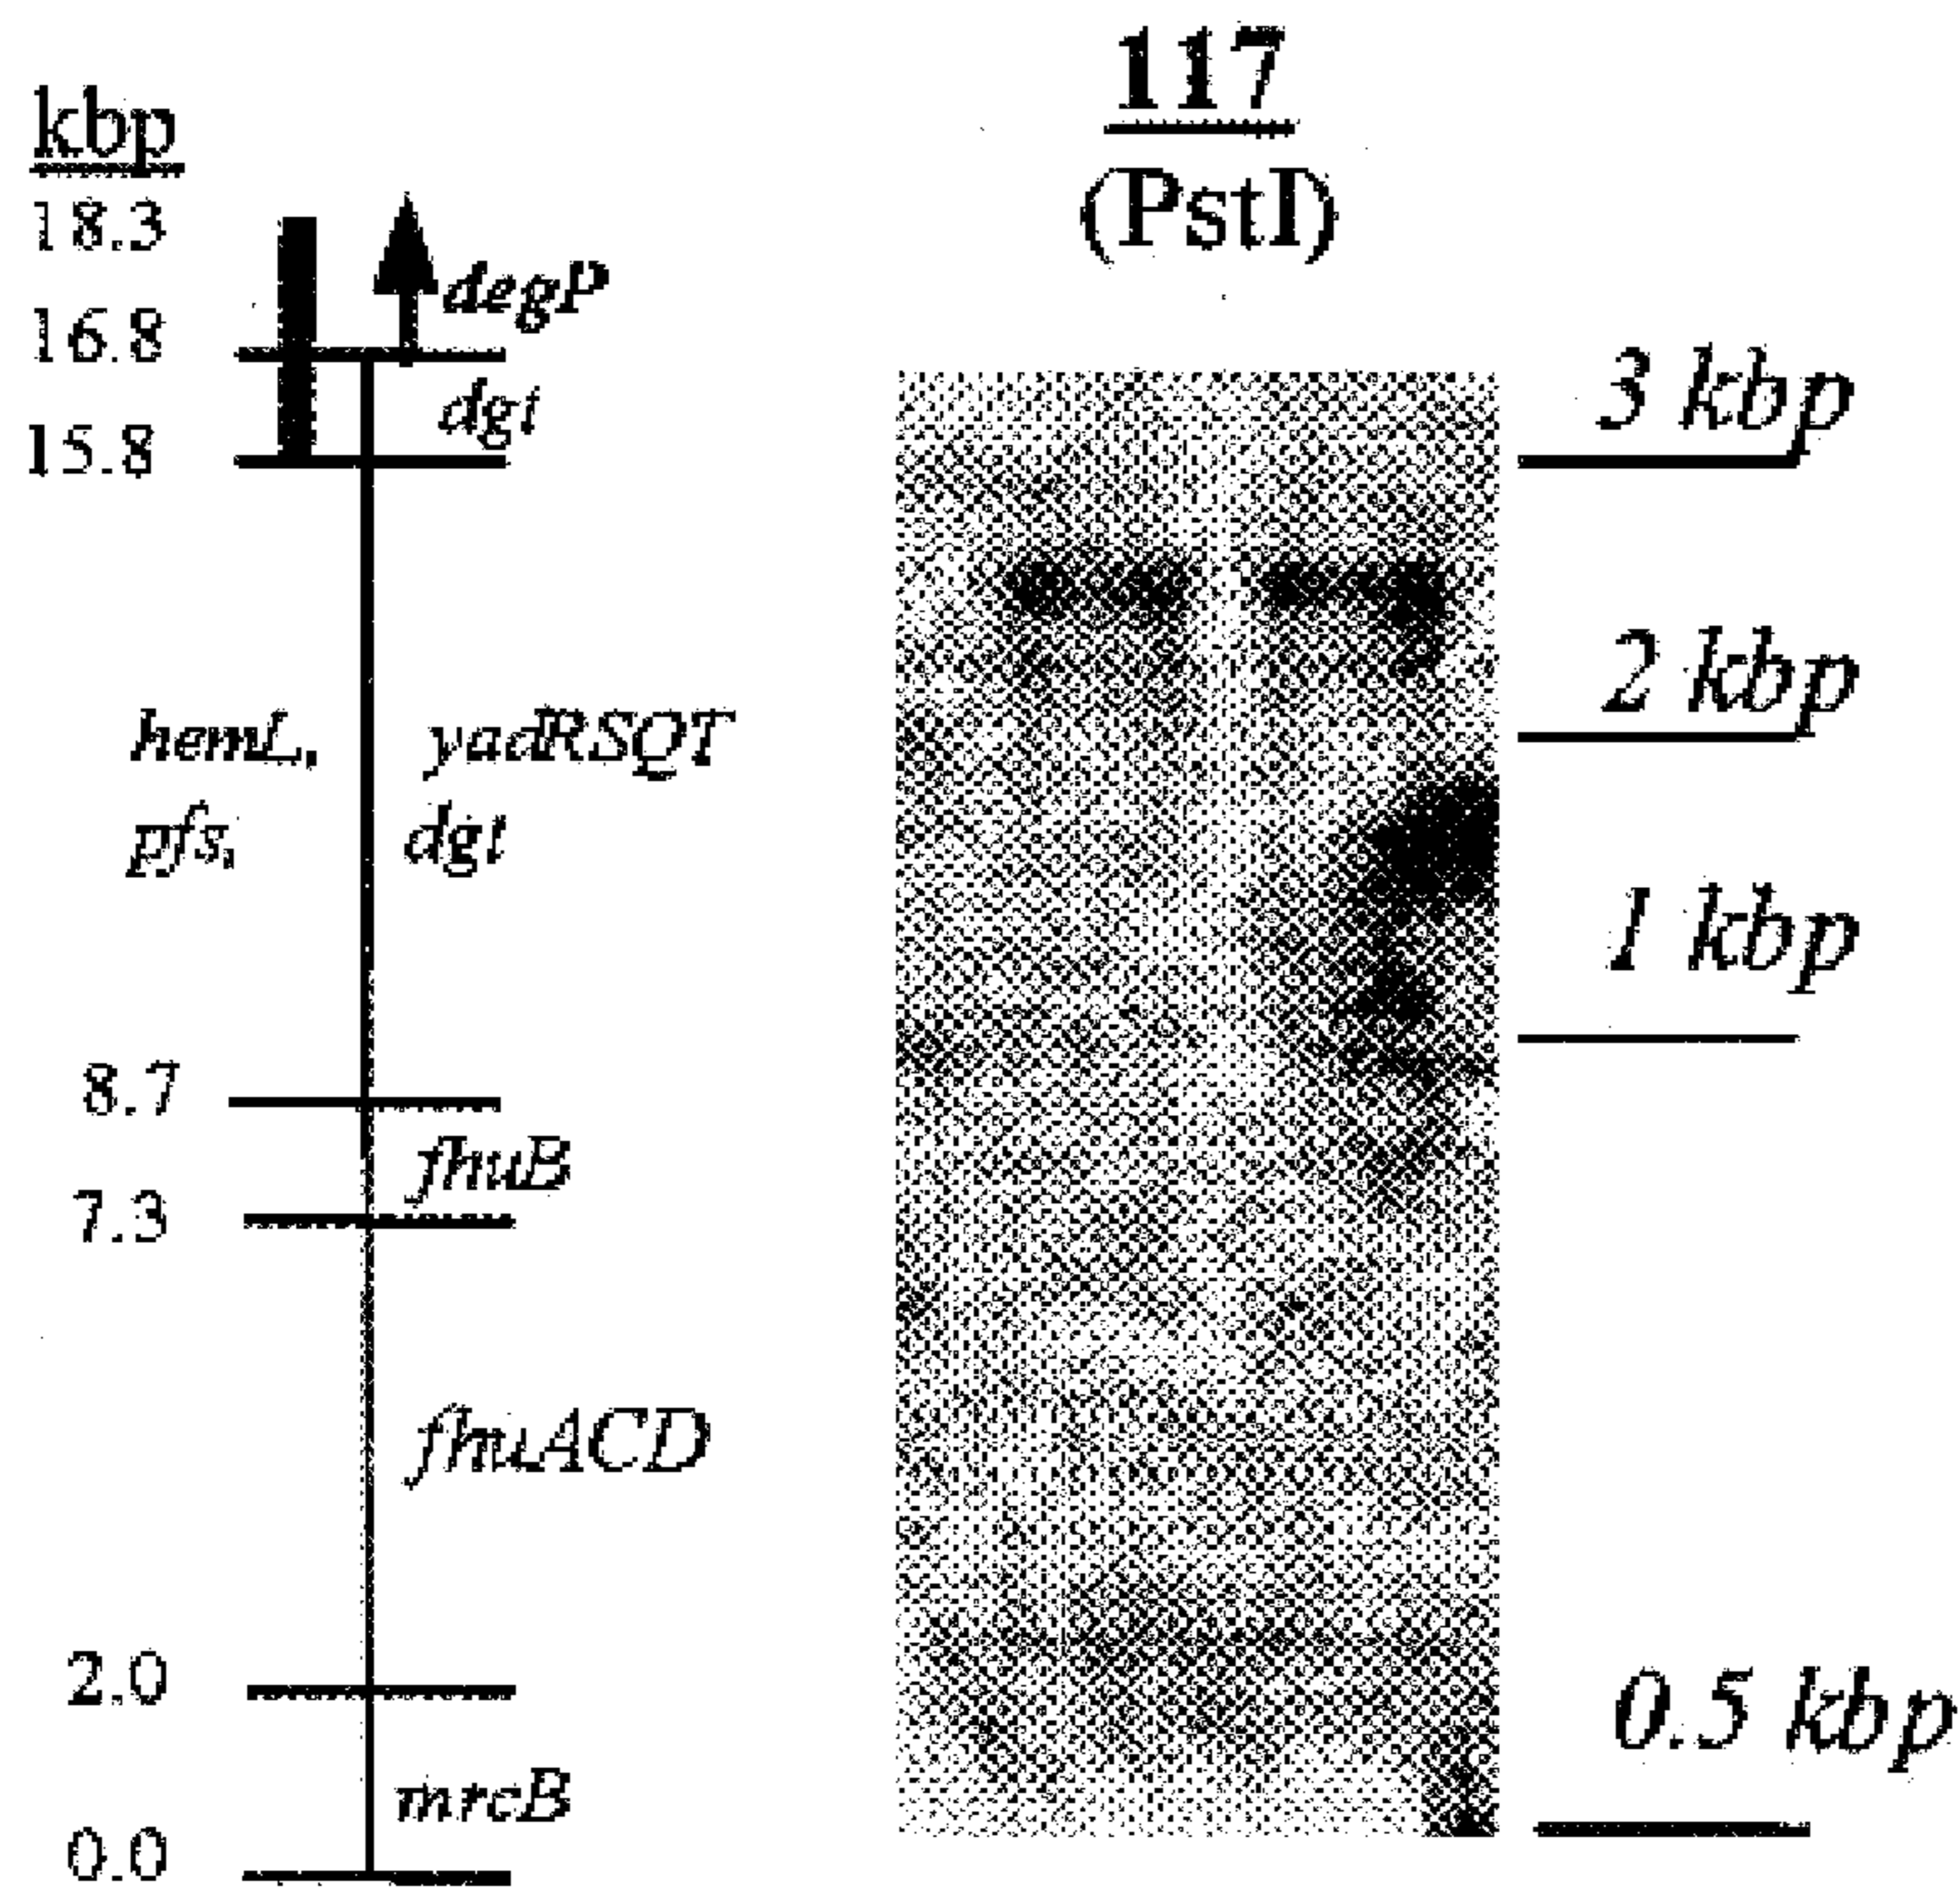 kbp
18.3
degP
16.8
dgt
15.8
hemL, yadRSQT
pfs, dgt
8.7
fhuB
7.3
fhuACD
2.0
mrcB
0.0
117
(PstI)
3 kbp
2 kbp
1 kbp
0.5 kbp